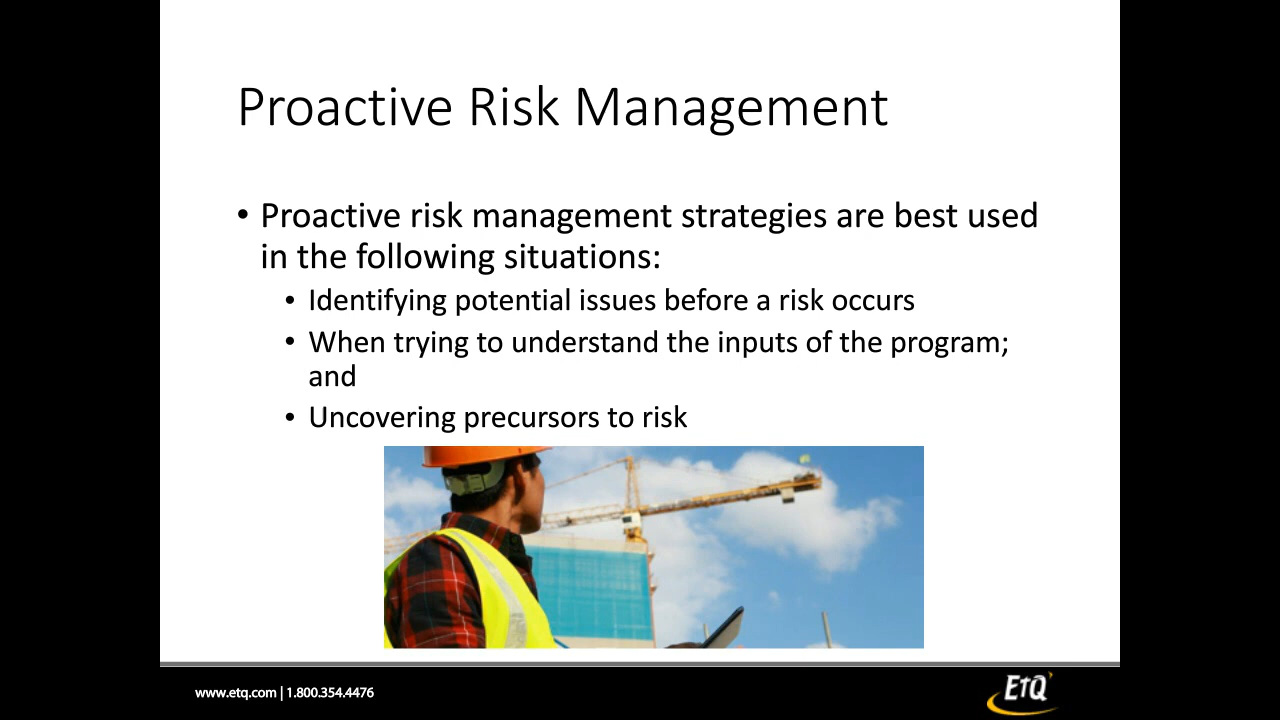 Proactive Risk Management
• Proactive risk management strategies are best used
in the following situations:
• Identifying potential issues before a risk occurs
• When trying to understand the inputs of the program;
and
• Uncovering precursors to risk
www.etq.com | 1.800.354.4476
ETQ